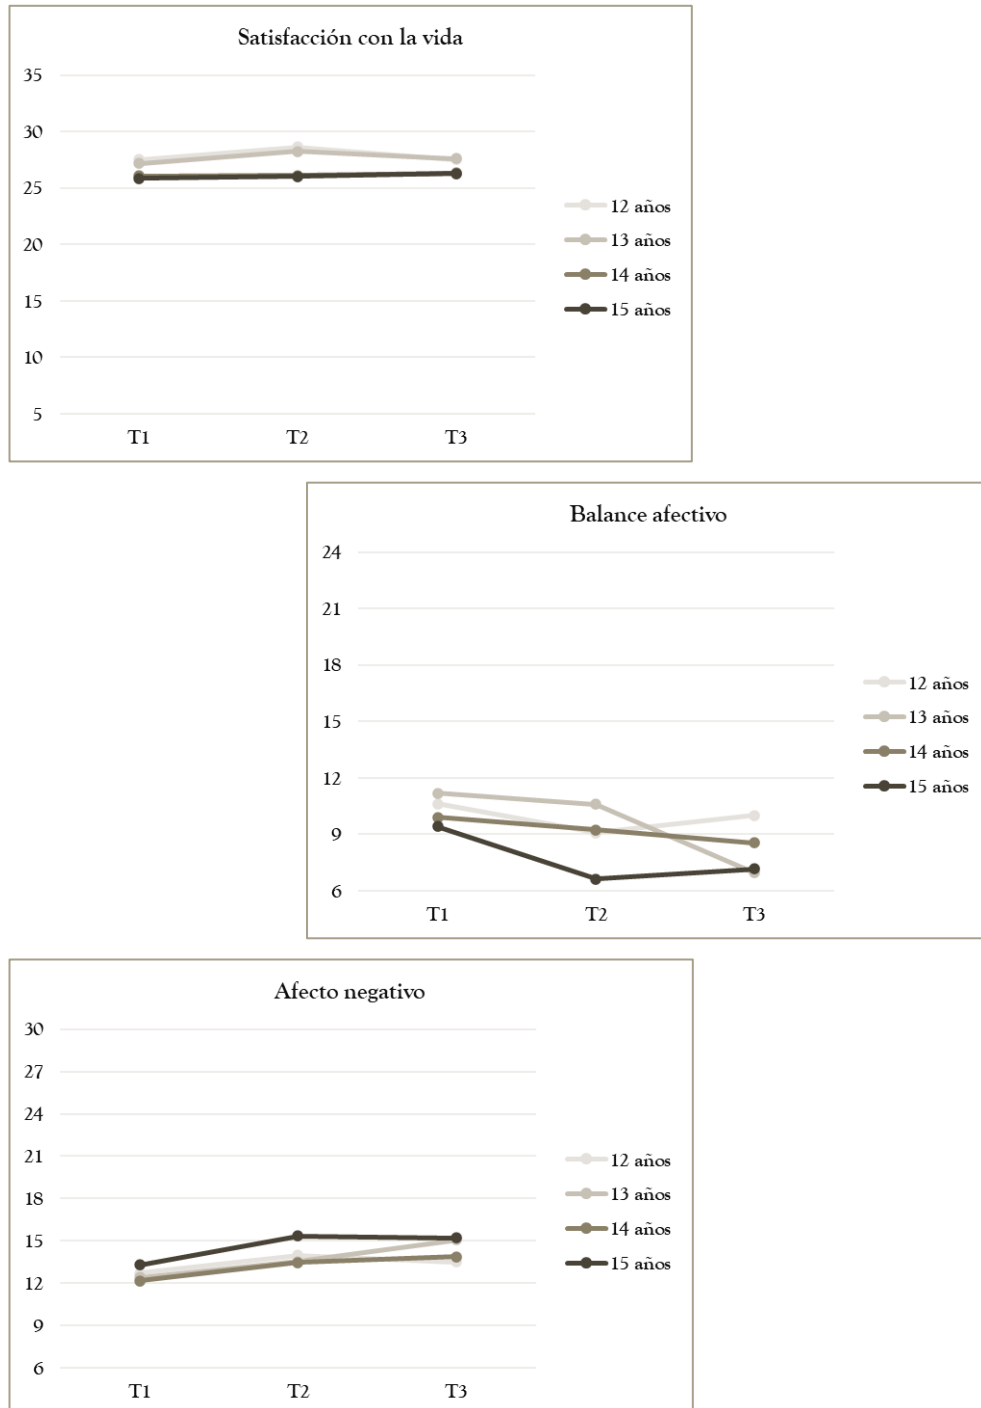 Satisfacción con la vida
35
30
25
20
15
10
5
T1 T2 T3
12 años
13 años
14 años
15 años
Balance afectivo
24
21
18
15
12
9
6
T1 T2 T3
12 años
13 años
14 años
15 años
Afecto negativo
30
27
24
21
18
15
12
9
6
T1 T2 T3
12 años
13 años
14 años
15 años